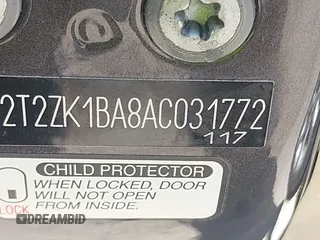 2T2ZK1BA8AC031772
117
CHILD PROTECTOR
WHEN LOCKED, DOOR
WILL NOT OPEN
FROM INSIDE.
LOCK
DREAMBID